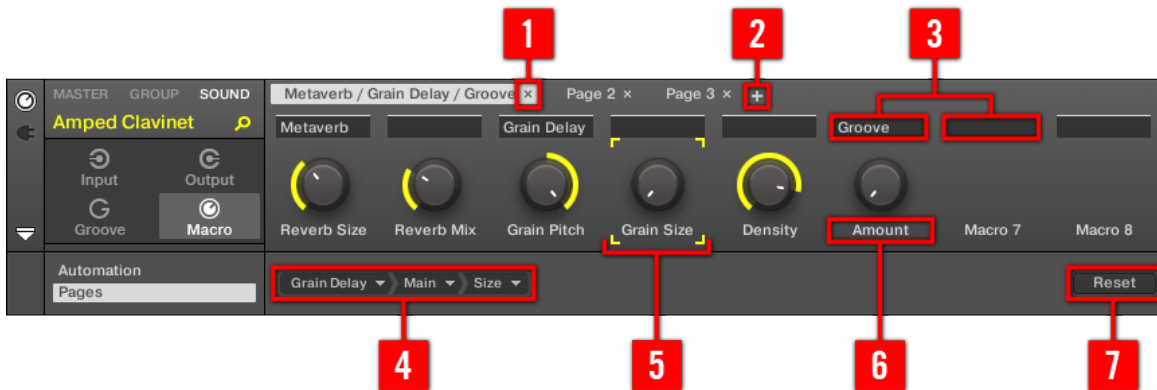 1 2 3
MASTER GROUP SOUND Metaverb / Grain Delay / Groove × Page 2 × Page 3 × +
Amped Clavinet Metaverb Grain Delay Groove
Input Output
Groove Macro Reverb Size Reverb Mix Grain Pitch Grain Size Density Amount Macro 7 Macro 8
Automation
Pages Grain Delay Main Size Reset
4 5 6 7